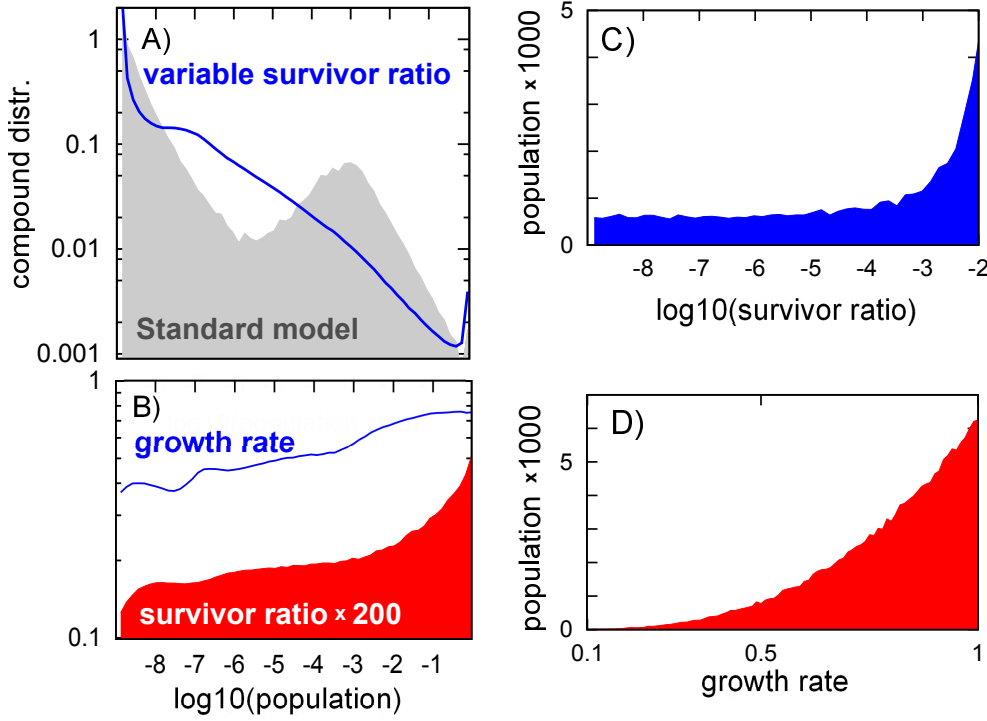 A)
variable survivor ratio
Standard model
compound distr.
1
0.1
0.01
0.001
B)
growth rate
survivor ratio x 200
1
0.1
-8 -7 -6 -5 -4 -3 -2 -1
log10(population)
C)
population x 1000
5
0
-8 -7 -6 -5 -4 -3 -2
log10(survivor ratio)
D)
population x1000
5
0
0.1 0.5 1
growth rate